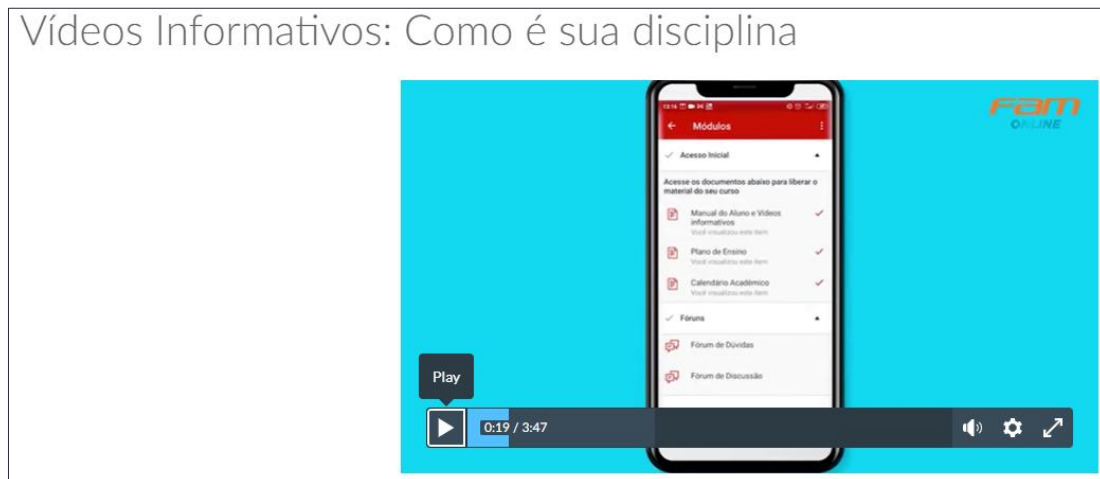 Vídeos Informativos: Como é sua disciplina
Fam
ONLINE
Módulos
Acesso Inicial
Acesse os documentos abaixo para liberar o
material do seu curso
Manual do Aluno e Vídeos
informativos
Você visualizou este item
Plano de Ensino
Você visualizou este item
Calendário Acadêmico
Você visualizou este item
Fóruns
Fórum de Dúvidas
Fórum de Discussão
Play
0:19 / 3:47